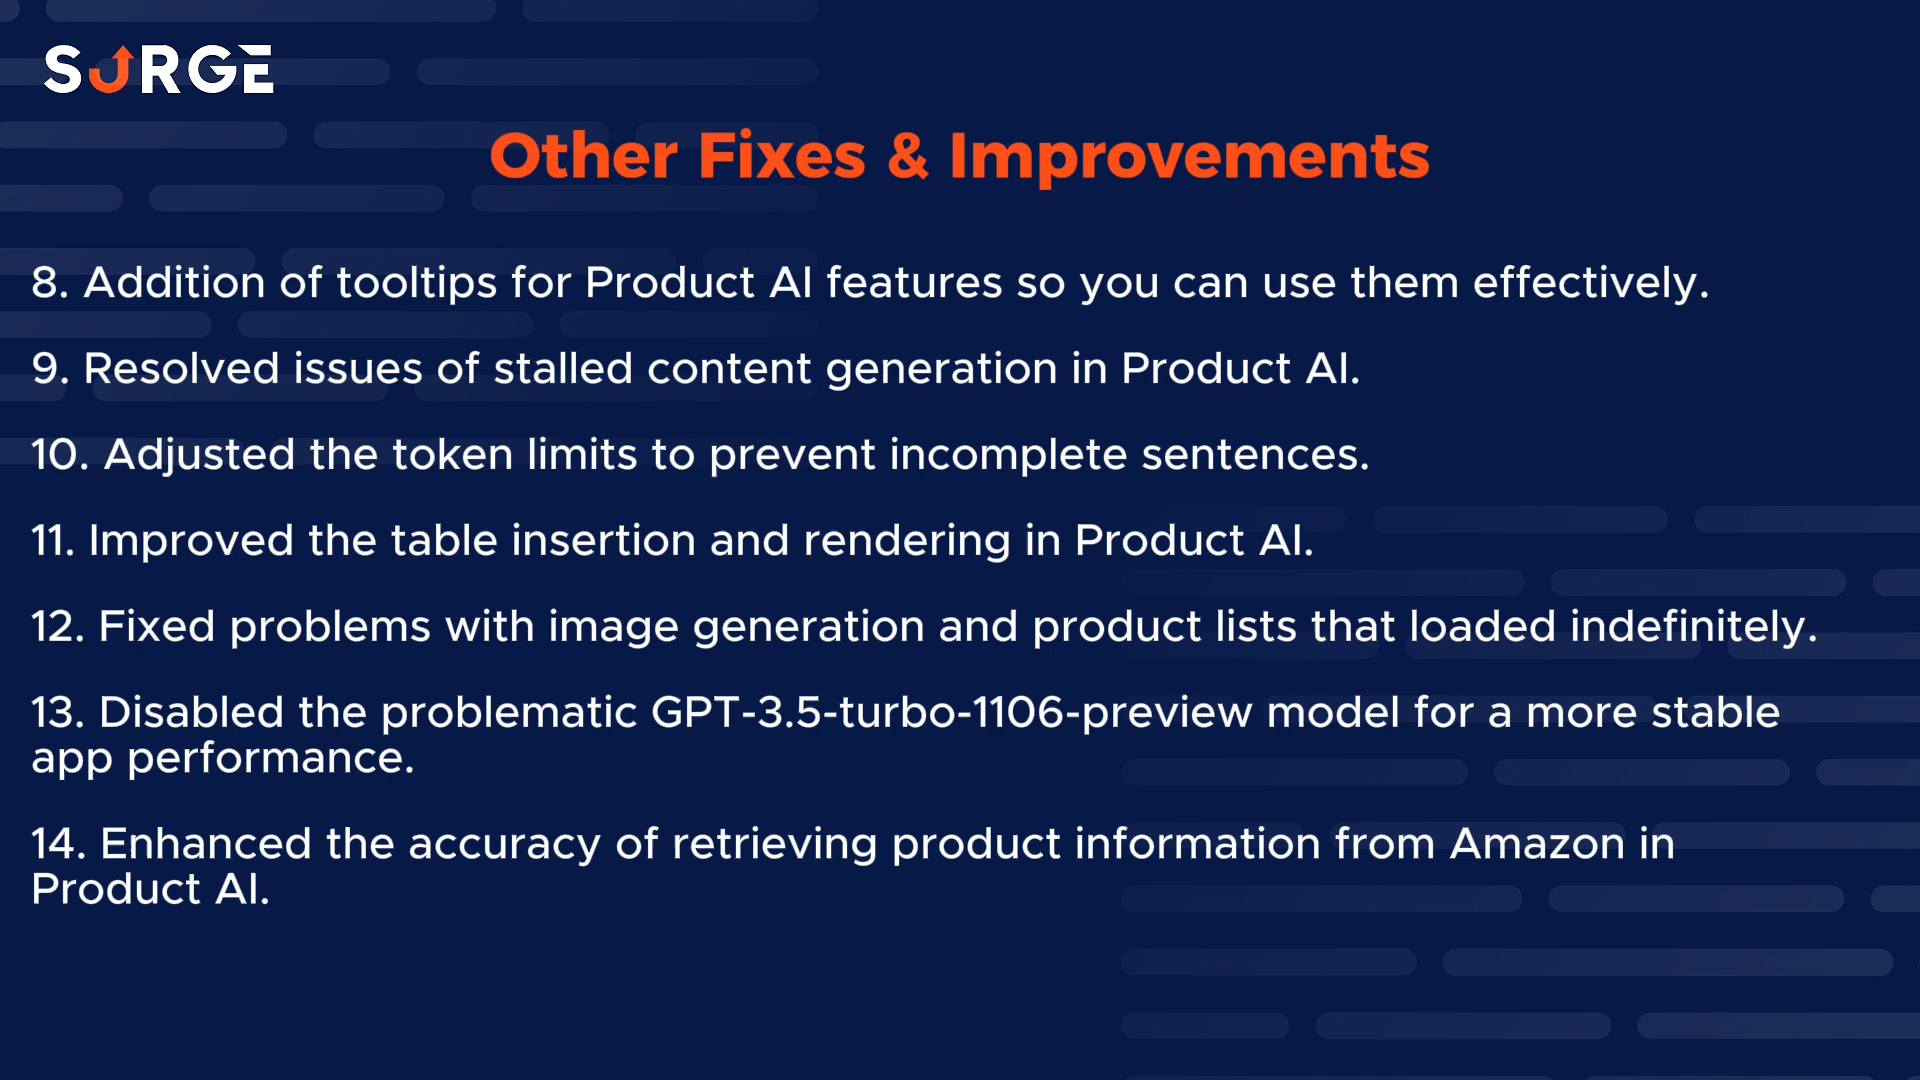 SURGE
Other Fixes & Improvements
8. Addition of tooltips for Product AI features so you can use them effectively.
9. Resolved issues of stalled content generation in Product AI.
10. Adjusted the token limits to prevent incomplete sentences.
11. Improved the table insertion and rendering in Product AI.
12. Fixed problems with image generation and product lists that loaded indefinitely.
13. Disabled the problematic GPT-3.5-turbo-1106-preview model for a more stable
app performance.
14. Enhanced the accuracy of retrieving product information from Amazon in
Product AI.